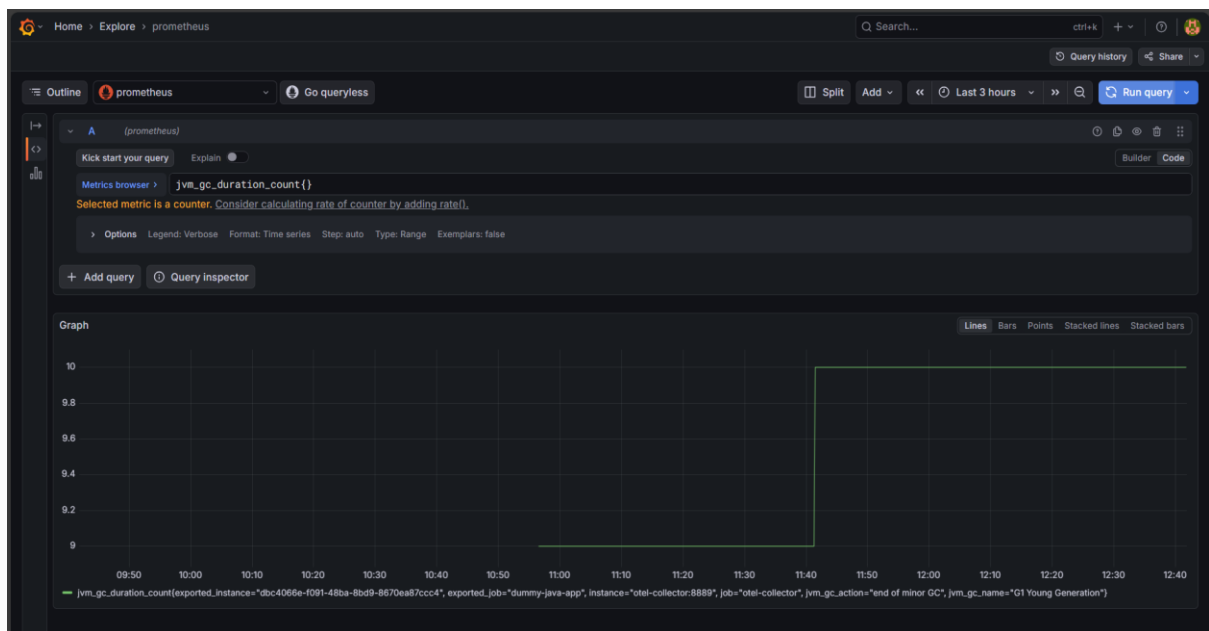 Home › Explore › prometheus
Search... ctrl+k
Query history Share
Outline prometheus Go queryless Split Add Last 3 hours Run query
A (prometheus)
Kick start your query Explain Builder Code
Metrics browser › jvm_gc_duration_count{}
Selected metric is a counter. Consider calculating rate of counter by adding rate().
› Options Legend: Verbose Format: Time series Step: auto Type: Range Exemplars: false
+ Add query Query inspector
Graph Lines Bars Points Stacked lines Stacked bars
10
9.8
9.6
9.4
9.2
9
09:50 10:00 10:10 10:20 10:30 10:40 10:50 11:00 11:10 11:20 11:30 11:40 11:50 12:00 12:10 12:20 12:30 12:40
jvm_gc_duration_count{exported_instance="dbc4066e-f091-48ba-8bd9-8670ea87ccc4", exported_job="dummy-java-app", instance="otel-collector:8889", job="otel-collector", jvm_gc_action="end of minor GC", jvm_gc_name="G1 Young Generation"}